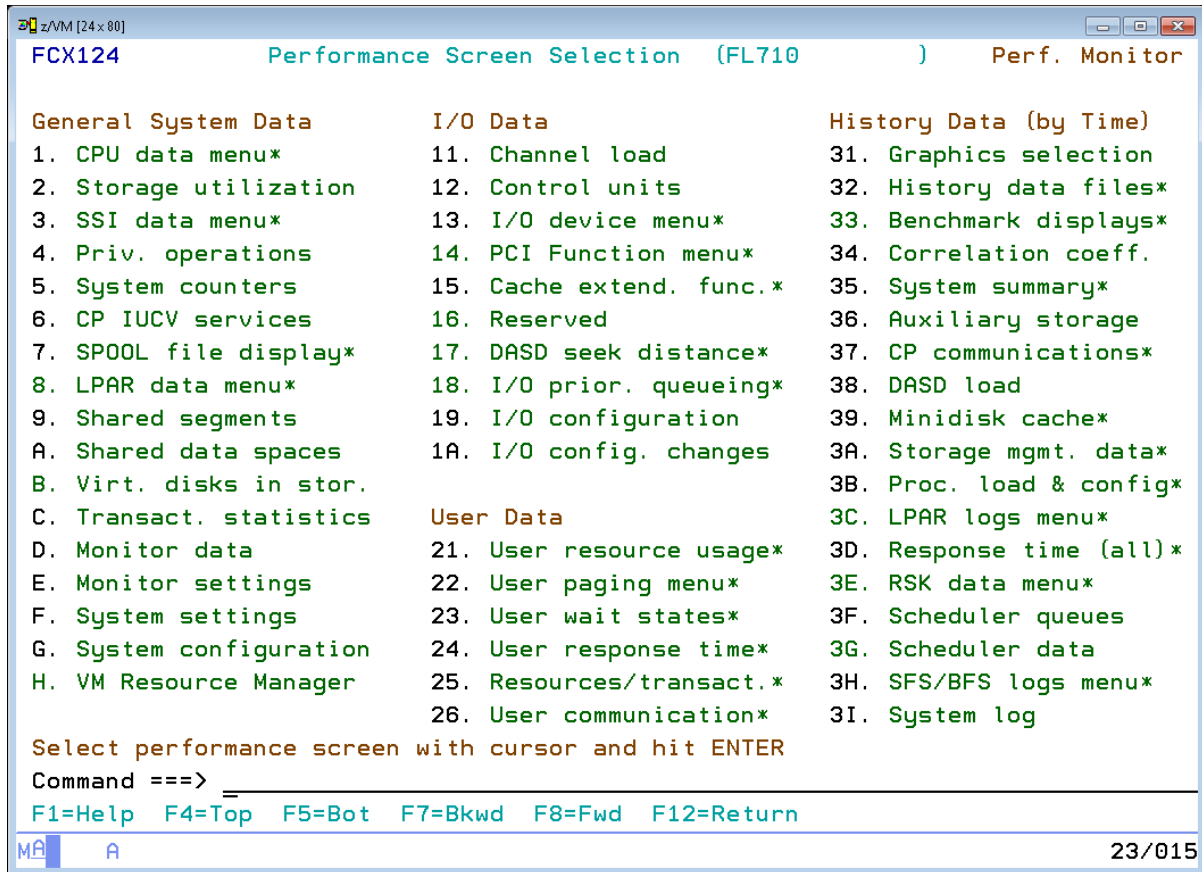 z/VM [24 x 80]
FCX124 Performance Screen Selection (FL710 ) Perf. Monitor
General System Data I/O Data History Data (by Time)
1. CPU data menu* 11. Channel load 31. Graphics selection
2. Storage utilization 12. Control units 32. History data files*
3. SSI data menu* 13. I/O device menu* 33. Benchmark displays*
4. Priv. operations 14. PCI Function menu* 34. Correlation coeff.
5. System counters 15. Cache extend. func.* 35. System summary*
6. CP IUCV services 16. Reserved 36. Auxiliary storage
7. SPOOL file display* 17. DASD seek distance* 37. CP communications*
8. LPAR data menu* 18. I/O prior. queueing* 38. DASD load
9. Shared segments 19. I/O configuration 39. Minidisk cache*
A. Shared data spaces 1A. I/O config. changes 3A. Storage mgmt. data*
B. Virt. disks in stor. 3B. Proc. load & config*
C. Transact. statistics User Data 3C. LPAR logs menu*
D. Monitor data 21. User resource usage* 3D. Response time (all)*
E. Monitor settings 22. User paging menu* 3E. RSK data menu*
F. System settings 23. User wait states* 3F. Scheduler queues
G. System configuration 24. User response time* 3G. Scheduler data
H. VM Resource Manager 25. Resources/transact.* 3H. SFS/BFS logs menu*
26. User communication* 3I. System log
Select performance screen with cursor and hit ENTER
Command ===> _
F1=Help F4=Top F5=Bot F7=Bkwd F8=Fwd F12=Return
MA A 23/015